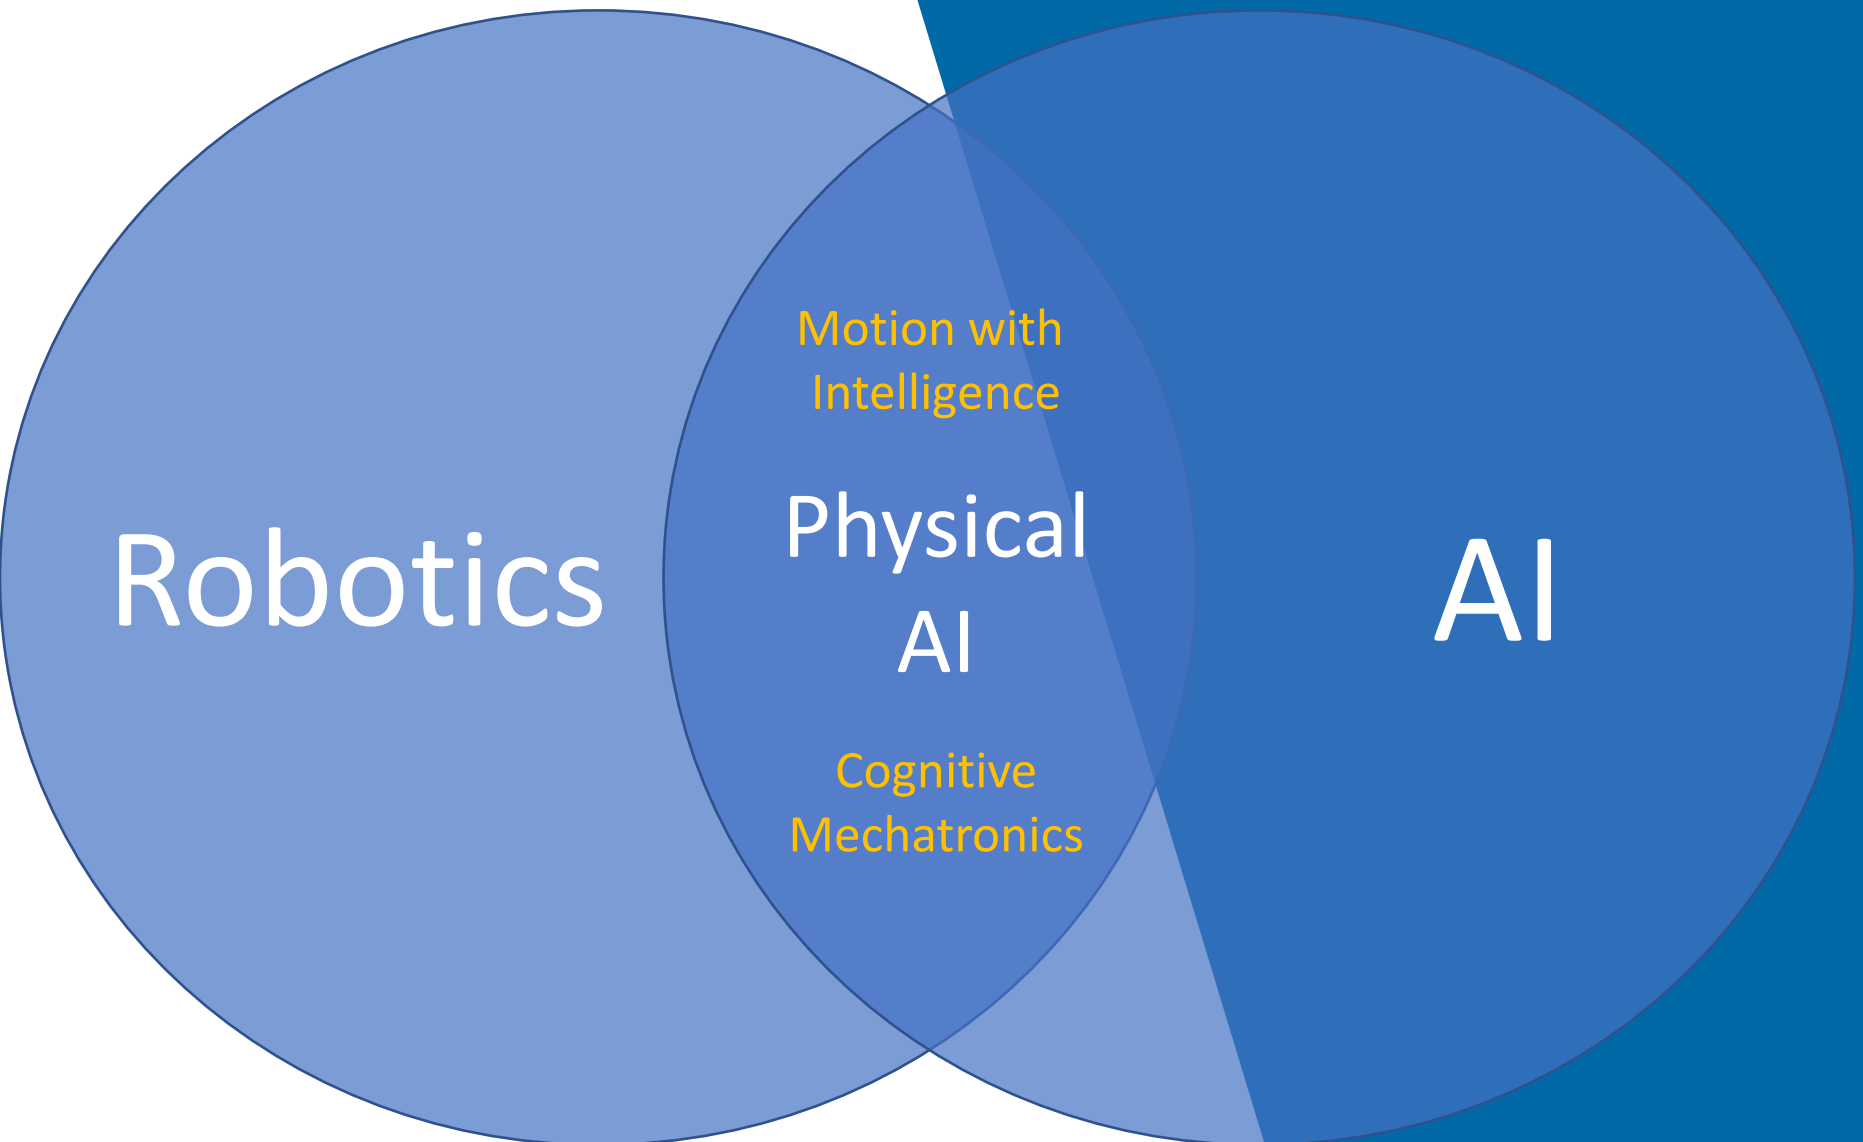 Motion with
Intelligence
Robotics
Physical
AI
AI
Cognitive
Mechatronics